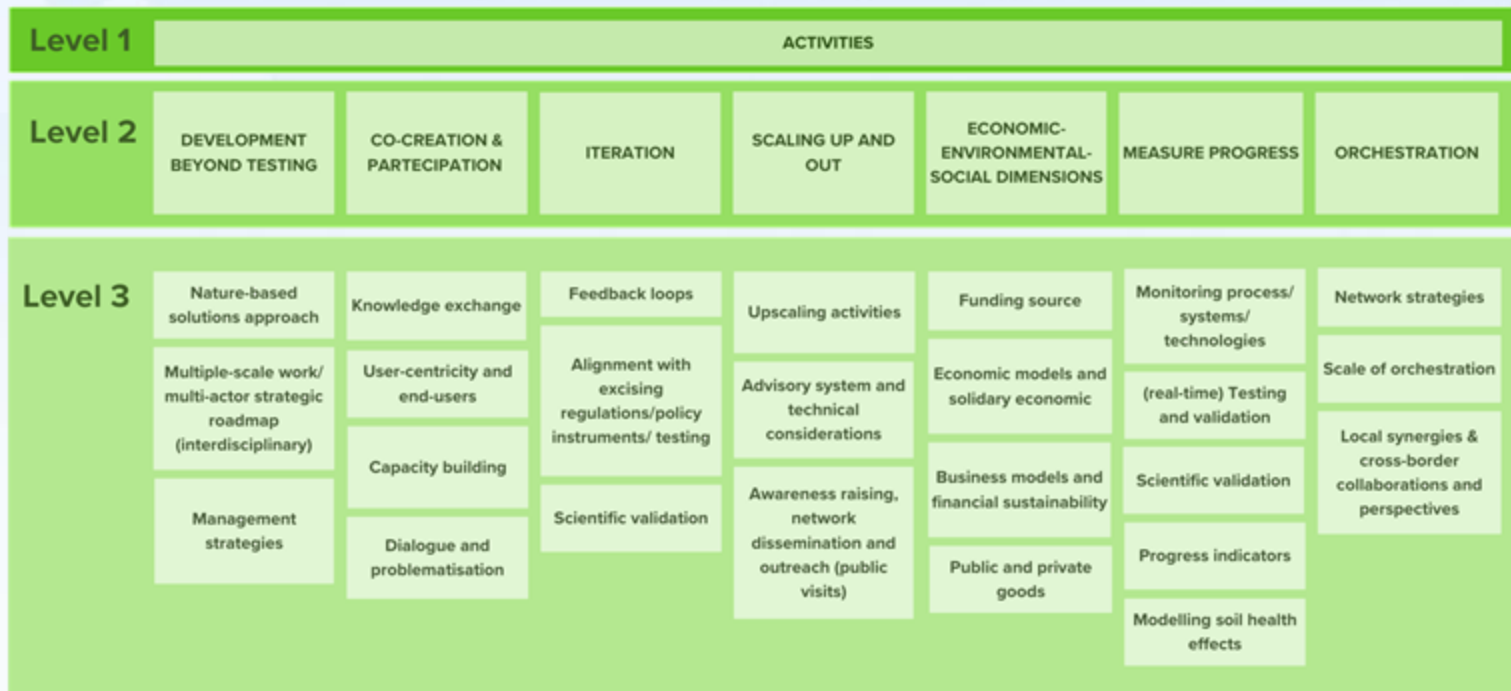 Level 1
ACTIVITIES
Level 2
DEVELOPMENT
BEYOND TESTING
CO-CREATION &
PARTECIPATION
ITERATION
SCALING UP AND
OUT
ECONOMIC-
ENVIRONMENTAL-
SOCIAL DIMENSIONS
MEASURE PROGRESS
ORCHESTRATION
Level 3
Nature-based
solutions approach
Multiple-scale work/
multi-actor strategic
roadmap
(interdisciplinary)
Management
strategies
Knowledge exchange
User-centricity and
end-users
Capacity building
Dialogue and
problematisation
Feedback loops
Alignment with
excising
regulations/policy
instruments/ testing
Scientific validation
Upscaling activities
Advisory system and
technical
considerations
Awareness raising,
network
dissemination and
outreach (public
visits)
Funding source
Economic models and
solidary economic
Business models and
financial sustainability
Public and private
goods
Monitoring process/
systems/
technologies
(real-time) Testing
and validation
Scientific validation
Progress indicators
Modelling soil health
effects
Network strategies
Scale of orchestration
Local synergies &
cross-border
collaborations and
perspectives